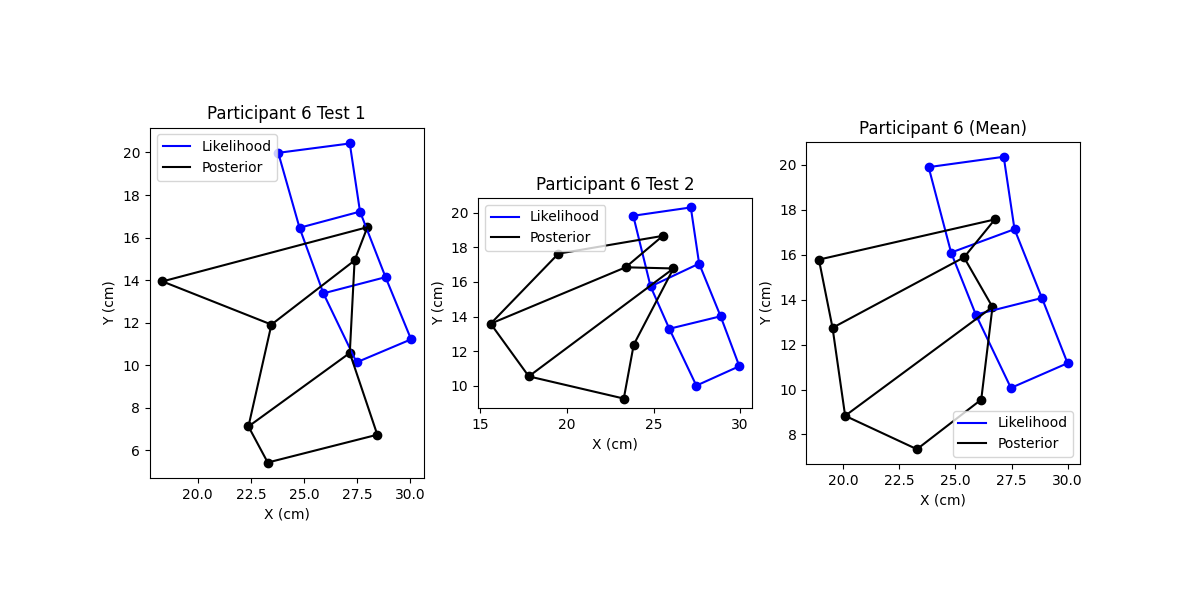 Participant 6 Test 1
Likelihood
Posterior
20
18
16
14
12
10
8
6
Y (cm)
20.0 22.5 25.0 27.5 30.0
X (cm)
Participant 6 Test 2
Likelihood
Posterior
20
18
16
14
12
10
Y (cm)
15 20 25 30
X (cm)
Participant 6 (Mean)
20
18
16
14
12
10
8
Y (cm)
Likelihood
Posterior
20.0 22.5 25.0 27.5 30.0
X (cm)